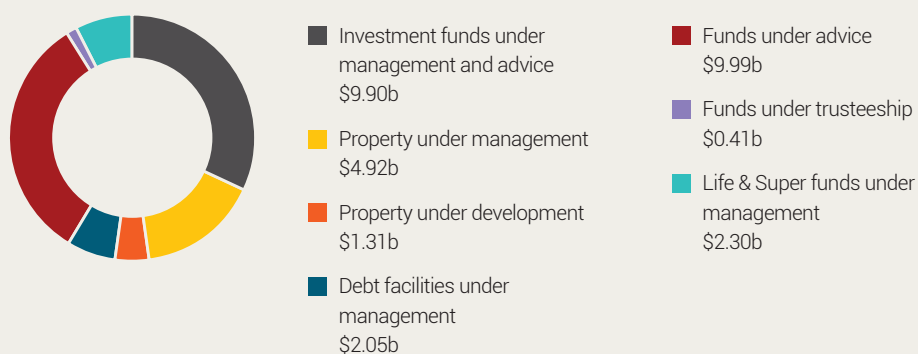 Investment funds under
management and advice
$9.90b
Property under management
$4.92b
Property under development
$1.31b
Debt facilities under
management
$2.05b
Funds under advice
$9.99b
Funds under trusteeship
$0.41b
Life & Super funds under
management
$2.30b